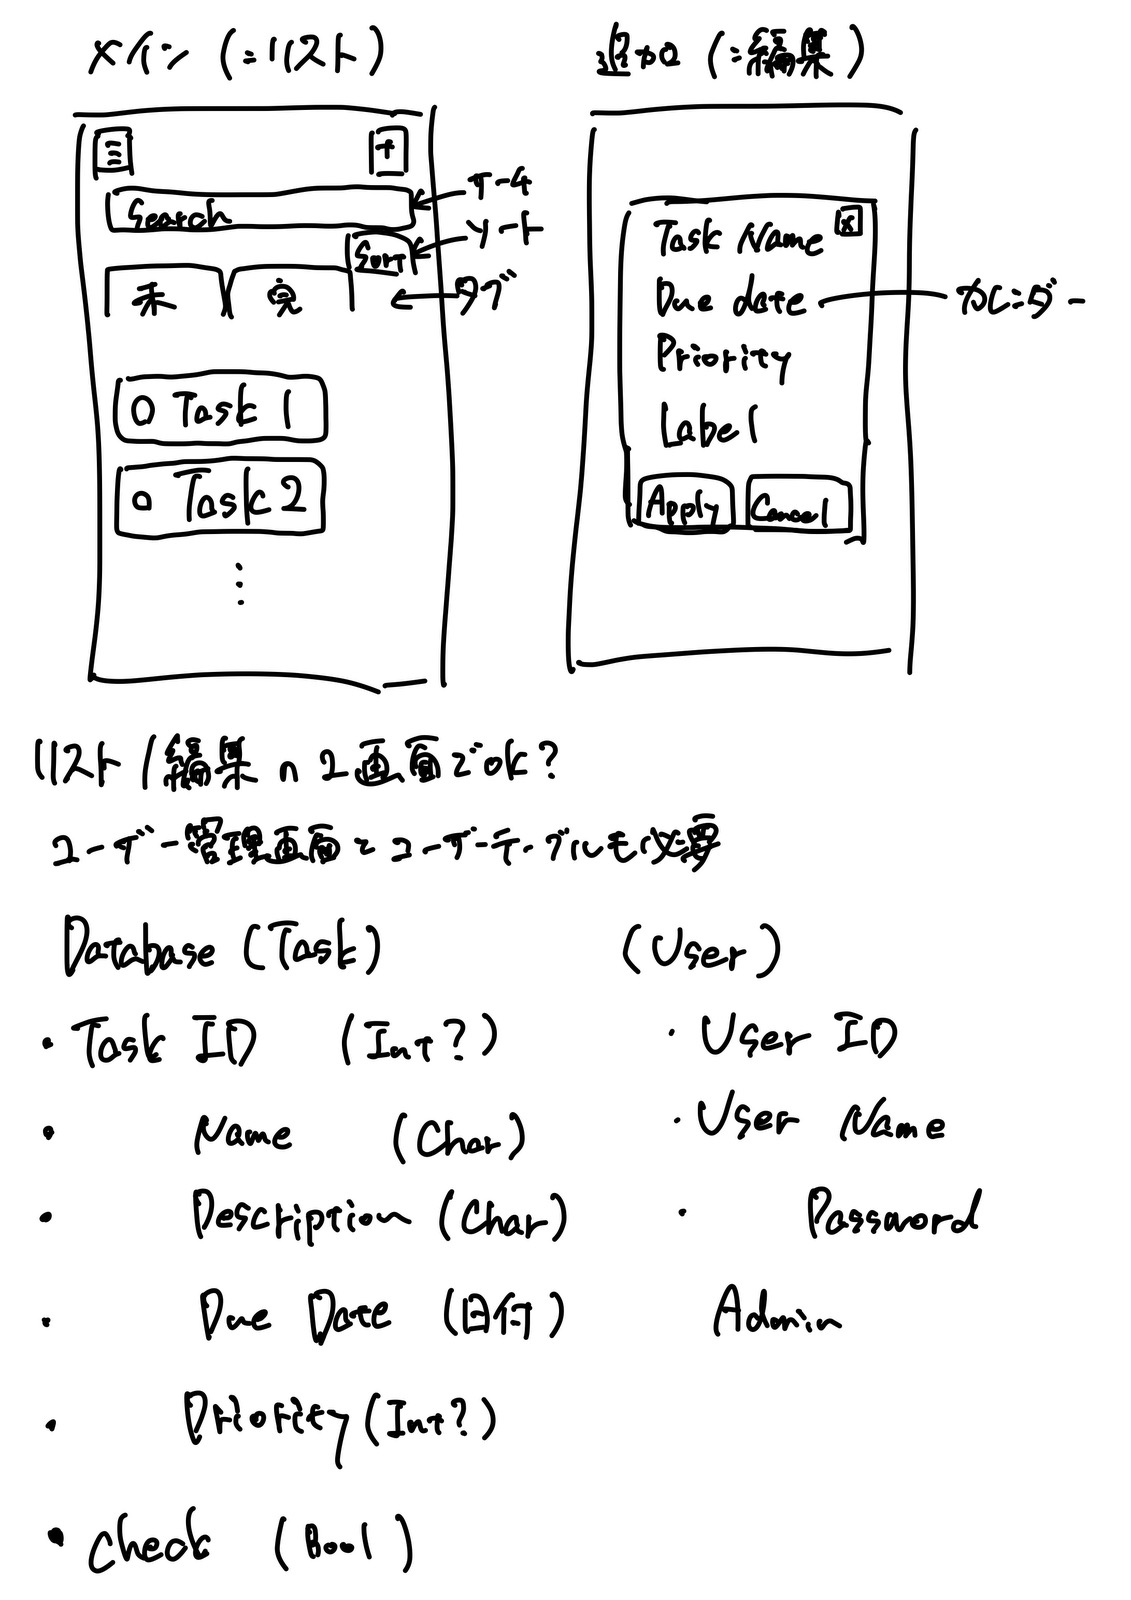 メイン (=リスト)
追加 (=編集)
+
Search
サーチ
Sort
ソート
未
完
タブ
Task 1
Task 2
⋮
Task Name
x
Due date
カレンダー
Priority
Label
Apply
Cancel
リスト/編集 の 2画面でok?
ユーザー管理画面とユーザーテーブルも必要
Database (Task)
(User)
・Task ID (Int?)
・User ID
・Name (Char)
・User Name
・Description (Char)
・Password
・Due Date (日付)
Admin
・Priority (Int?)
・check (Bool)